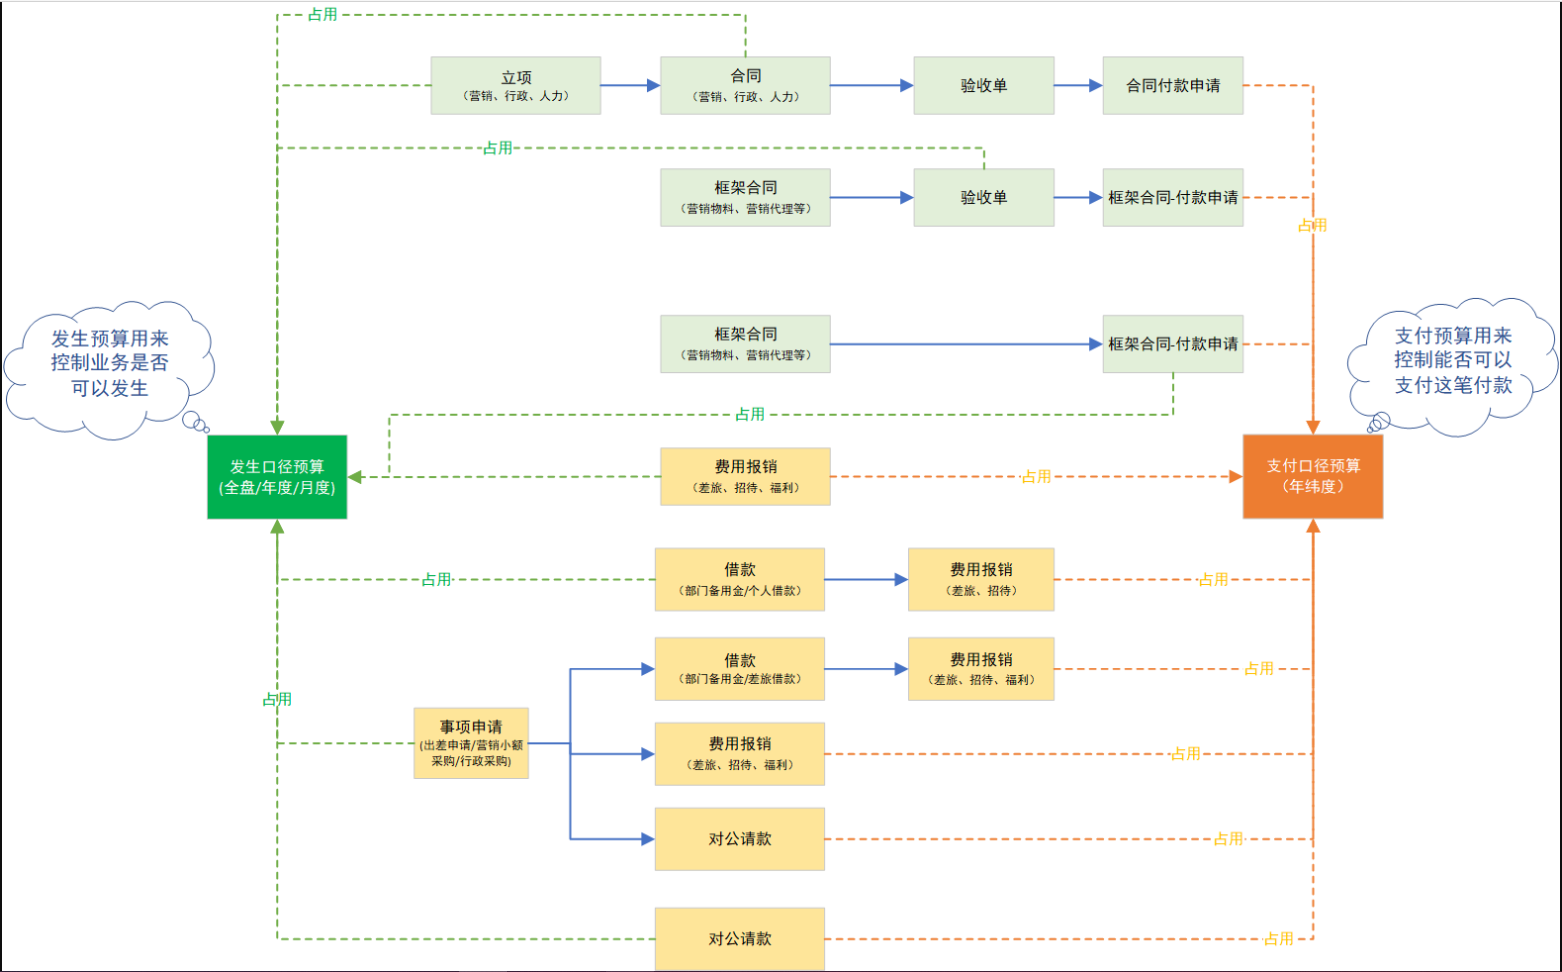 占用
立项
（营销、行政、人力）
合同
（营销、行政、人力）
验收单
合同付款申请
占用
框架合同
（营销物料、营销代理等）
验收单
框架合同-付款申请
占用
发生预算用来
控制业务是否
可以发生
框架合同
（营销物料、营销代理等）
框架合同-付款申请
支付预算用来
控制能否可以
支付这笔付款
占用
发生口径预算
(全盘/年度/月度)
费用报销
（差旅、招待、福利）
占用
支付口径预算
（年纬度）
占用
借款
（部门备用金/个人借款）
费用报销
（差旅、招待）
占用
借款
（部门备用金/差旅借款）
费用报销
（差旅、招待、福利）
占用
占用
事项申请
(出差申请/营销小额
采购/行政采购)
费用报销
（差旅、招待、福利）
占用
对公请款
占用
对公请款
占用